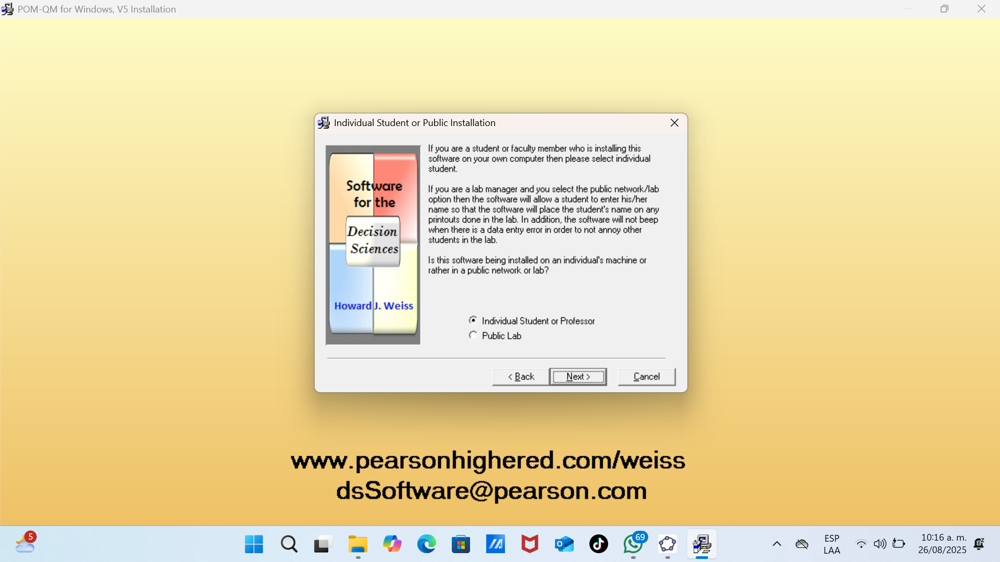 POM-QM for Windows, V5 Installation
Individual Student or Public Installation
Software
for the
Decision
Sciences
Howard J. Weiss
If you are a student or faculty member who is installing this
software on your own computer then please select individual
student.
If you are a lab manager and you select the public network/lab
option then the software will allow a student to enter his/her
name so that the software will place the student's name on any
printouts done in the lab. In addition, the software will not beep
when there is a data entry error in order to not annoy other
students in the lab.
Is this software being installed on an individual's machine or
rather in a public network or lab?
Individual Student or Professor
Public Lab
< Back
Next >
Cancel
www.pearsonhighered.com/weiss
dsSoftware@pearson.com
5
69
ESP
LAA
10:16 a. m.
26/08/2025